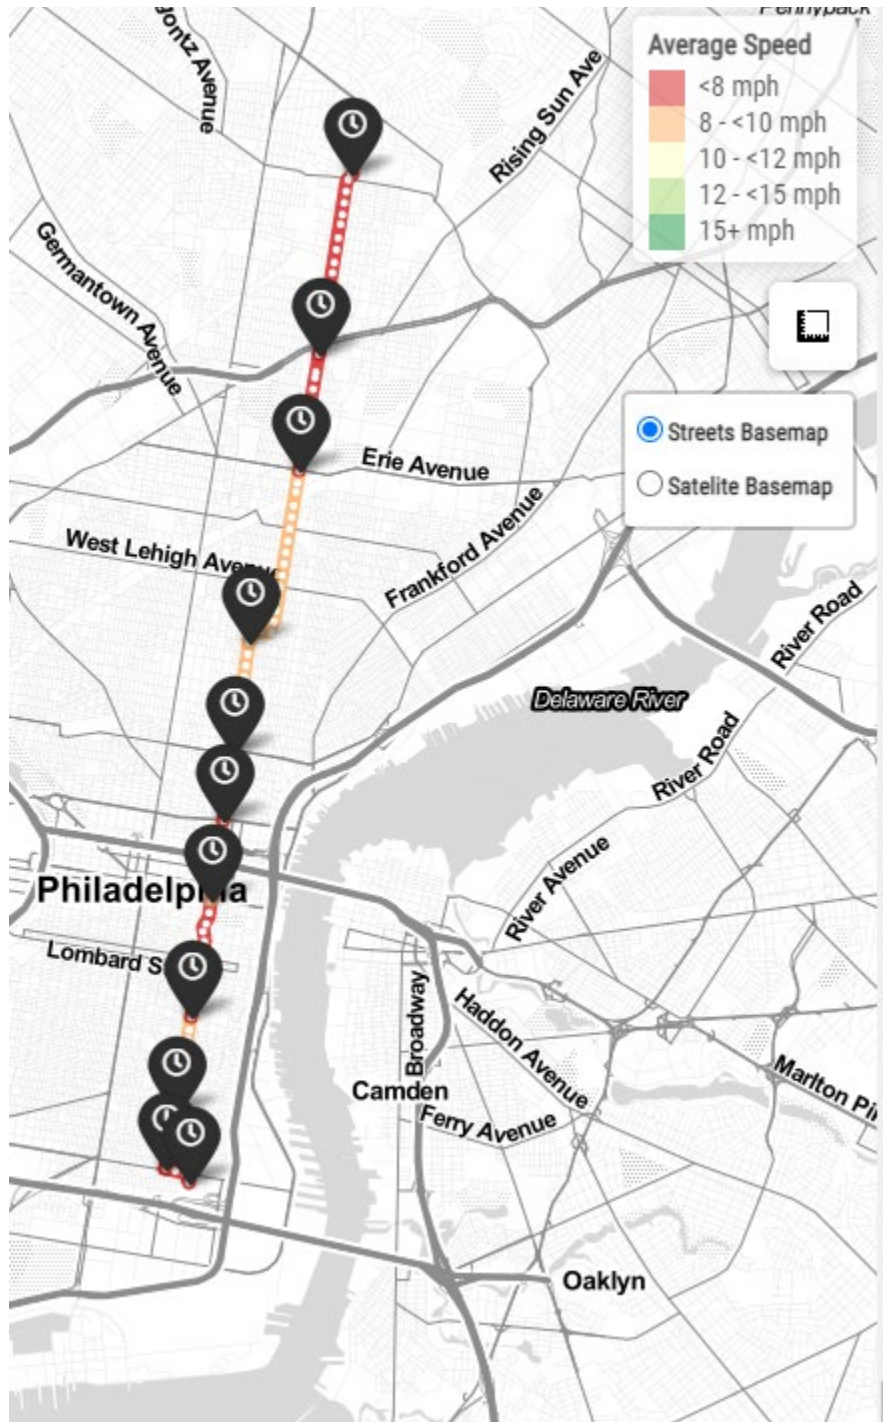 Pennypack
Average Speed
<8 mph
8 - <10 mph
10 - <12 mph
12 - <15 mph
15+ mph
Avenue
Rising Sun Ave
Germantown Avenue
Streets Basemap
Satelite Basemap
Erie Avenue
West Lehigh Avenue
Frankford Avenue
River Road
Delaware River
River Road
River Avenue
Philadelphia
Lombard S
Broadway
Haddon Avenue
Camden
Ferry Avenue
Marlton Pi
Oaklyn